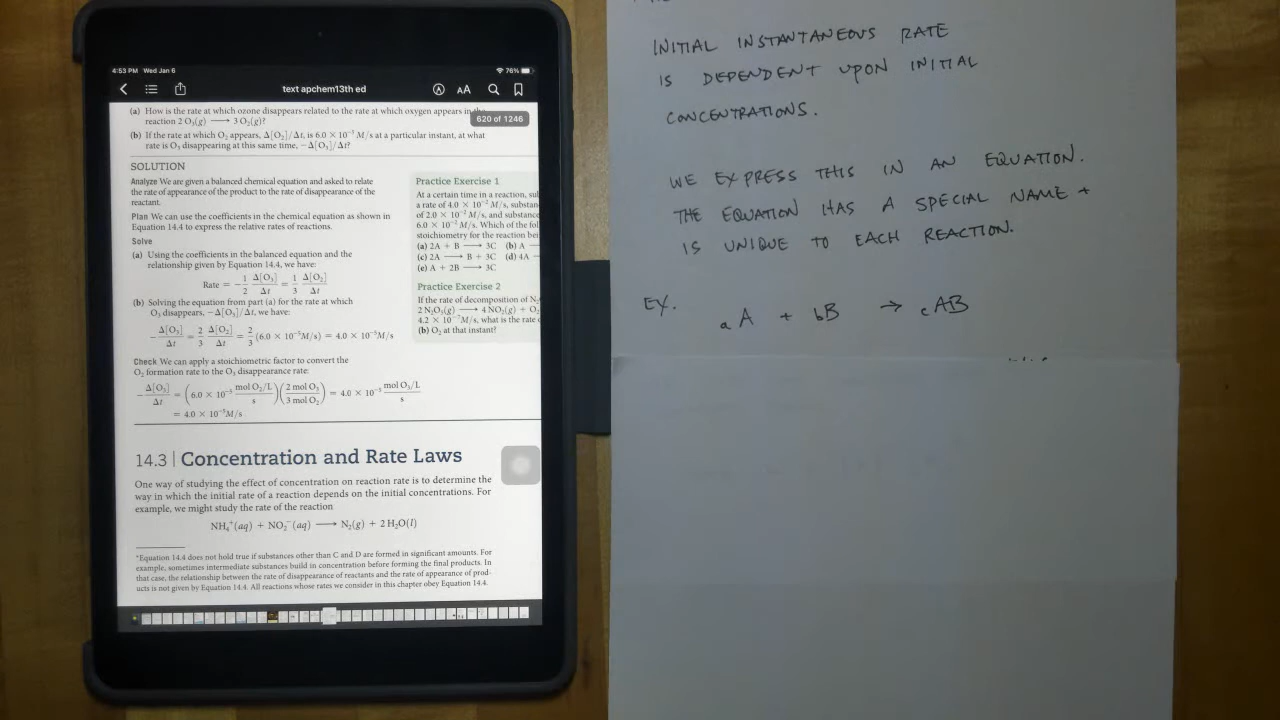 4:53 PM Wed Jan 6
76%
text apchem13th ed
AA
620 of 1246
(a) How is the rate at which ozone disappears related to the rate at which oxygen appears in the
reaction 2 O₃(g) ⟶ 3 O₂(g)?
(b) If the rate at which O₂ appears, Δ[O₂]/Δt, is 6.0 × 10⁻⁵ M/s at a particular instant, at what
rate is O₃ disappearing at this same time, −Δ[O₃]/Δt?
SOLUTION
Analyze We are given a balanced chemical equation and asked to relate
the rate of appearance of the product to the rate of disappearance of the
reactant.
Plan We can use the coefficients in the chemical equation as shown in
Equation 14.4 to express the relative rates of reactions.
Solve
(a) Using the coefficients in the balanced equation and the
relationship given by Equation 14.4, we have:
Rate = −1/2 Δ[O₃]/Δt = 1/3 Δ[O₂]/Δt
(b) Solving the equation from part (a) for the rate at which
O₃ disappears, −Δ[O₃]/Δt, we have:
−Δ[O₃]/Δt = 2/3 Δ[O₂]/Δt = 2/3 (6.0 × 10⁻⁵ M/s) = 4.0 × 10⁻⁵ M/s
Check We can apply a stoichiometric factor to convert the
O₂ formation rate to the O₃ disappearance rate:
−Δ[O₃]/Δt = (6.0 × 10⁻⁵ mol O₂/L / s)(2 mol O₃ / 3 mol O₂) = 4.0 × 10⁻⁵ mol O₃/L / s
= 4.0 × 10⁻⁵ M/s
Practice Exercise 1
At a certain time in a reaction,
a rate of 4.0 × 10⁻² M/s,
of 2.0 × 10⁻² M/s, and substance
6.0 × 10⁻² M/s. Which of the
stoichiometry for the reaction
(a) 2A + B ⟶ 3C (b) A
(c) 2A ⟶ B + 3C (d) 4A
(e) A + 2B ⟶ 3C
Practice Exercise 2
If the rate of decomposition of
2 N₂O₅(g) ⟶ 4 NO₂(g) +
4.2 × 10⁻⁷ M/s, what is the rate
(b) O₂ at that instant?
14.3 | Concentration and Rate Laws
One way of studying the effect of concentration on reaction rate is to determine the
way in which the initial rate of a reaction depends on the initial concentrations. For
example, we might study the rate of the reaction
NH₄⁺(aq) + NO₂⁻(aq) ⟶ N₂(g) + 2 H₂O(l)
*Equation 14.4 does not hold true if substances other than C and D are formed in significant amounts. For
example, sometimes intermediate substances build in concentration before forming the final products. In
that case, the relationship between the rate of disappearance of reactants and the rate of appearance of prod-
ucts is not given by Equation 14.4. All reactions whose rates we consider in this chapter obey Equation 14.4.
INITIAL INSTANTANEOUS RATE
IS DEPENDENT UPON INITIAL
CONCENTRATIONS.
WE EXPRESS THIS IN AN EQUATION.
THE EQUATION HAS A SPECIAL NAME +
IS UNIQUE TO EACH REACTION.
EX. aA + bB → cAB